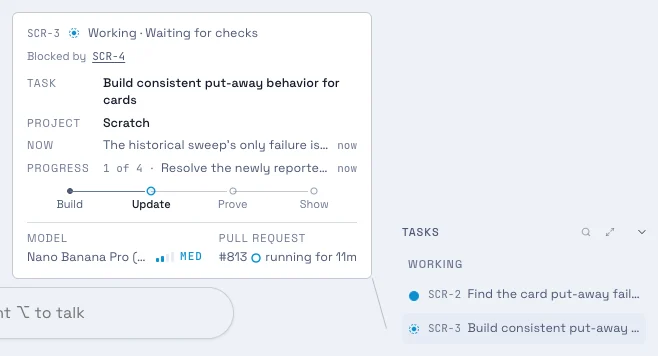 SCR-3 Working · Waiting for checks
Blocked by SCR-4
TASK Build consistent put-away behavior for
cards
PROJECT Scratch
NOW The historical sweep's only failure is… now
PROGRESS 1 of 4 · Resolve the newly reporte… now
Build Update Prove Show
MODEL PULL REQUEST
Nano Banana Pro (… MED #813 running for 11m
nt ⌥ to talk
TASKS
WORKING
SCR-2 Find the card put-away fail…
SCR-3 Build consistent put-away …